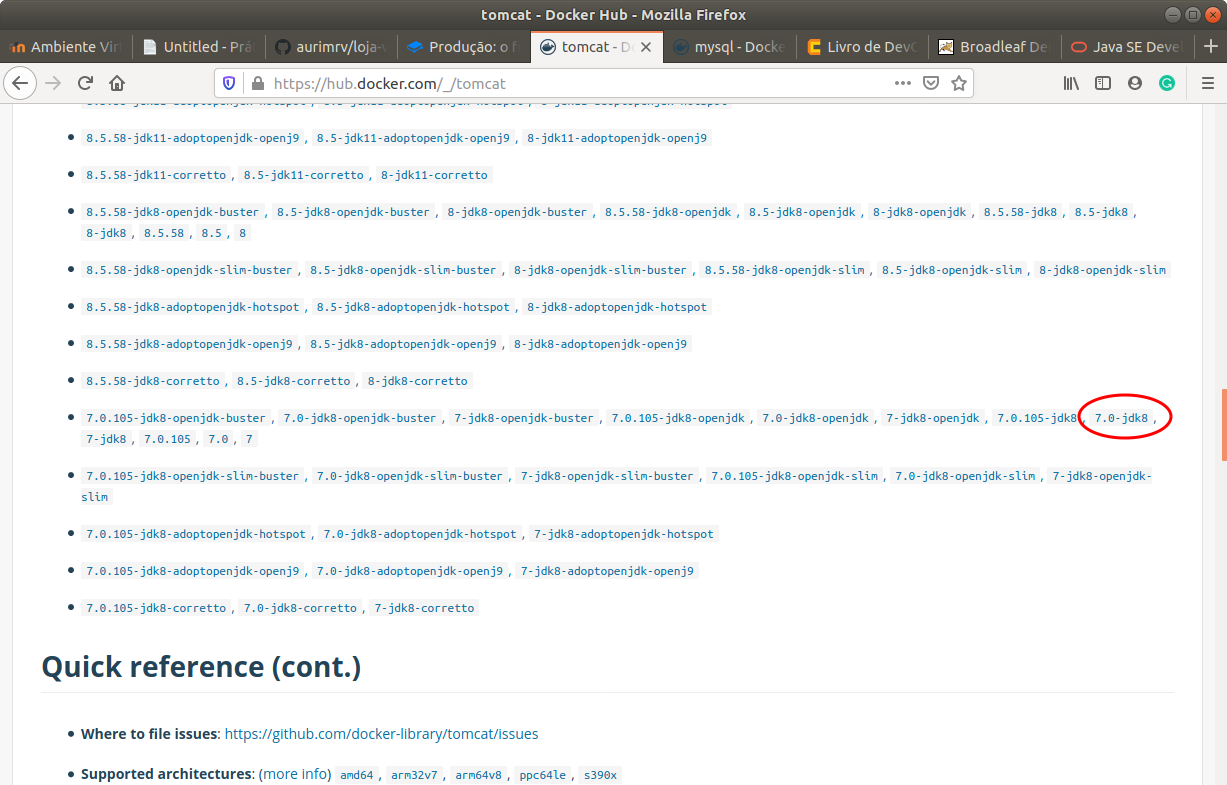 tomcat - Docker Hub - Mozilla Firefox
Ambiente Virt
Untitled - Prá
aurimrv/loja-v
Produção: o f
tomcat - Do
mysql - Docke
Livro de DevO
Broadleaf De
Java SE Devel
https://hub.docker.com/_/tomcat
8.5.58-jdk11-adoptopenjdk-hotspot , 8.5-jdk11-adoptopenjdk-hotspot , 8-jdk11-adoptopenjdk-hotspot
8.5.58-jdk11-adoptopenjdk-openj9 , 8.5-jdk11-adoptopenjdk-openj9 , 8-jdk11-adoptopenjdk-openj9
8.5.58-jdk11-corretto , 8.5-jdk11-corretto , 8-jdk11-corretto
8.5.58-jdk8-openjdk-buster , 8.5-jdk8-openjdk-buster , 8-jdk8-openjdk-buster , 8.5.58-jdk8-openjdk , 8.5-jdk8-openjdk , 8-jdk8-openjdk , 8.5.58-jdk8 , 8.5-jdk8 ,
8-jdk8 , 8.5.58 , 8.5 , 8
8.5.58-jdk8-openjdk-slim-buster , 8.5-jdk8-openjdk-slim-buster , 8-jdk8-openjdk-slim-buster , 8.5.58-jdk8-openjdk-slim , 8.5-jdk8-openjdk-slim , 8-jdk8-openjdk-slim
8.5.58-jdk8-adoptopenjdk-hotspot , 8.5-jdk8-adoptopenjdk-hotspot , 8-jdk8-adoptopenjdk-hotspot
8.5.58-jdk8-adoptopenjdk-openj9 , 8.5-jdk8-adoptopenjdk-openj9 , 8-jdk8-adoptopenjdk-openj9
8.5.58-jdk8-corretto , 8.5-jdk8-corretto , 8-jdk8-corretto
7.0.105-jdk8-openjdk-buster , 7.0-jdk8-openjdk-buster , 7-jdk8-openjdk-buster , 7.0.105-jdk8-openjdk , 7.0-jdk8-openjdk , 7-jdk8-openjdk , 7.0.105-jdk8 , 7.0-jdk8 ,
7-jdk8 , 7.0.105 , 7.0 , 7
7.0.105-jdk8-openjdk-slim-buster , 7.0-jdk8-openjdk-slim-buster , 7-jdk8-openjdk-slim-buster , 7.0.105-jdk8-openjdk-slim , 7.0-jdk8-openjdk-slim , 7-jdk8-openjdk-
slim
7.0.105-jdk8-adoptopenjdk-hotspot , 7.0-jdk8-adoptopenjdk-hotspot , 7-jdk8-adoptopenjdk-hotspot
7.0.105-jdk8-adoptopenjdk-openj9 , 7.0-jdk8-adoptopenjdk-openj9 , 7-jdk8-adoptopenjdk-openj9
7.0.105-jdk8-corretto , 7.0-jdk8-corretto , 7-jdk8-corretto
Quick reference (cont.)
Where to file issues: https://github.com/docker-library/tomcat/issues
Supported architectures: (more info) amd64 , arm32v7 , arm64v8 , ppc64le , s390x